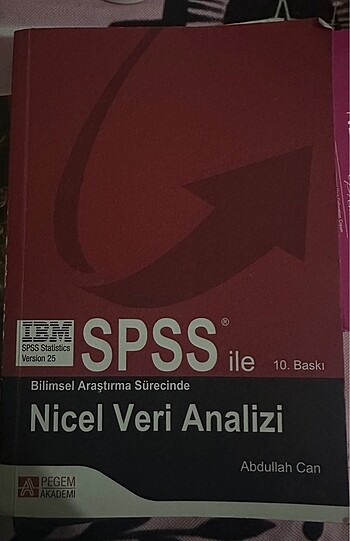 IBM
SPSS Statistics
Version 25
SPSS® ile
10. Baskı
Bilimsel Araştırma Sürecinde
Nicel Veri Analizi
Abdullah Can
PEGEM
AKADEMİ